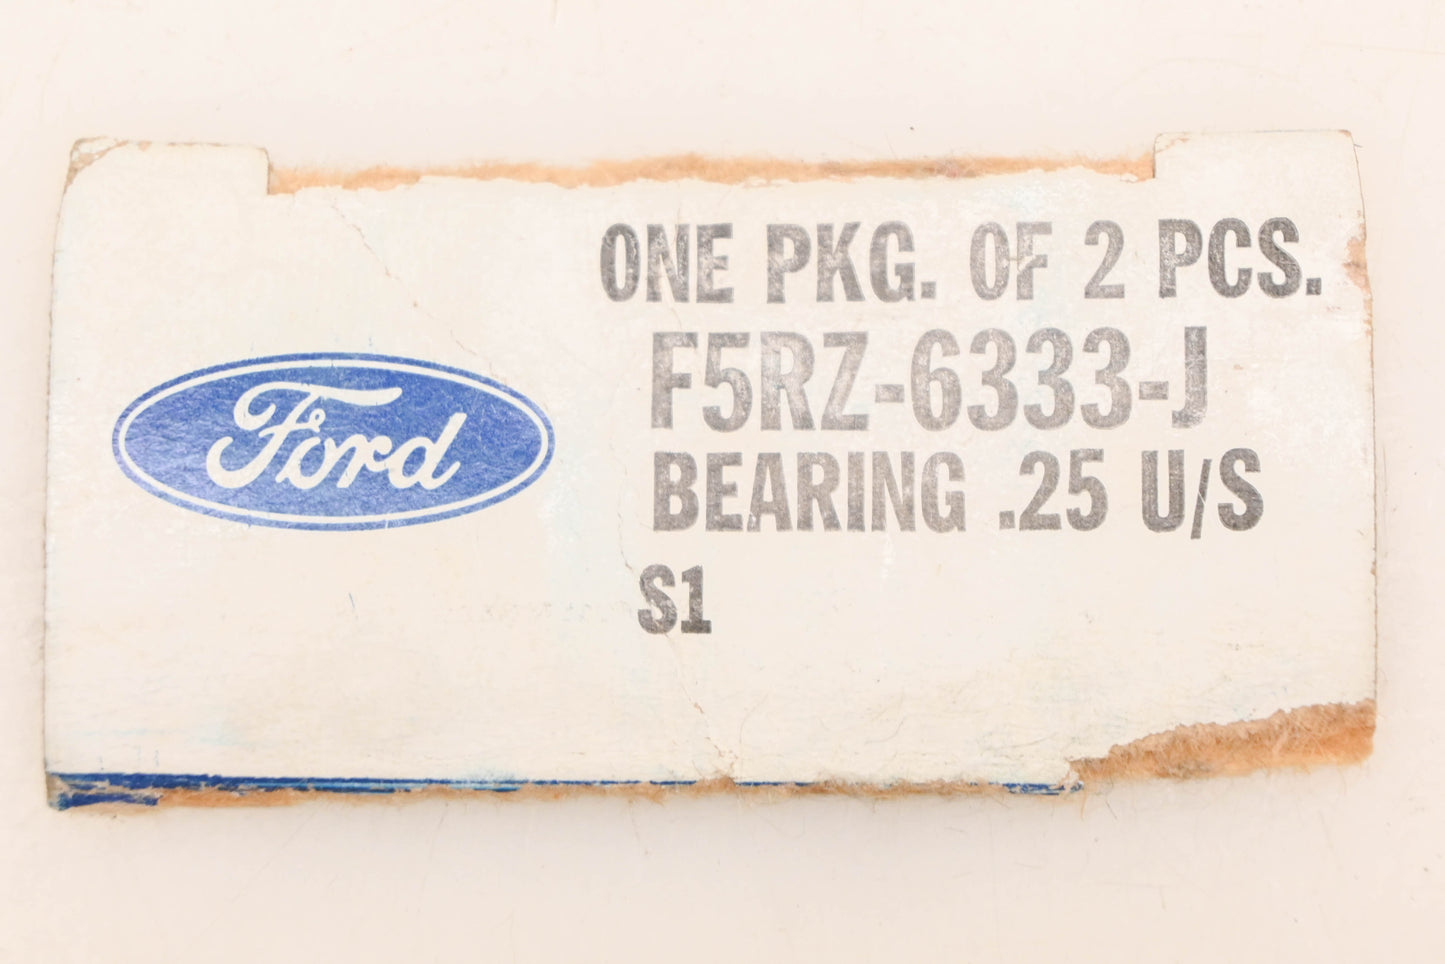 ONE PKG. OF 2 PCS.
F5RZ-6333-J
Ford
BEARING .25 U/S
S1